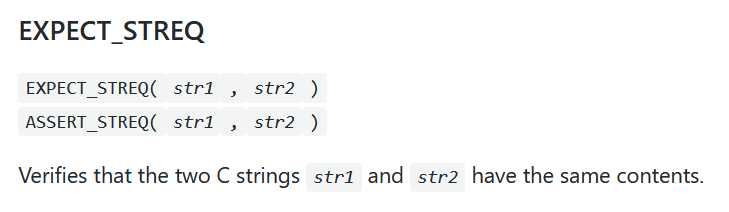 EXPECT_STREQ
EXPECT_STREQ( str1 , str2 )
ASSERT_STREQ( str1 , str2 )
Verifies that the two C strings str1 and str2 have the same contents.